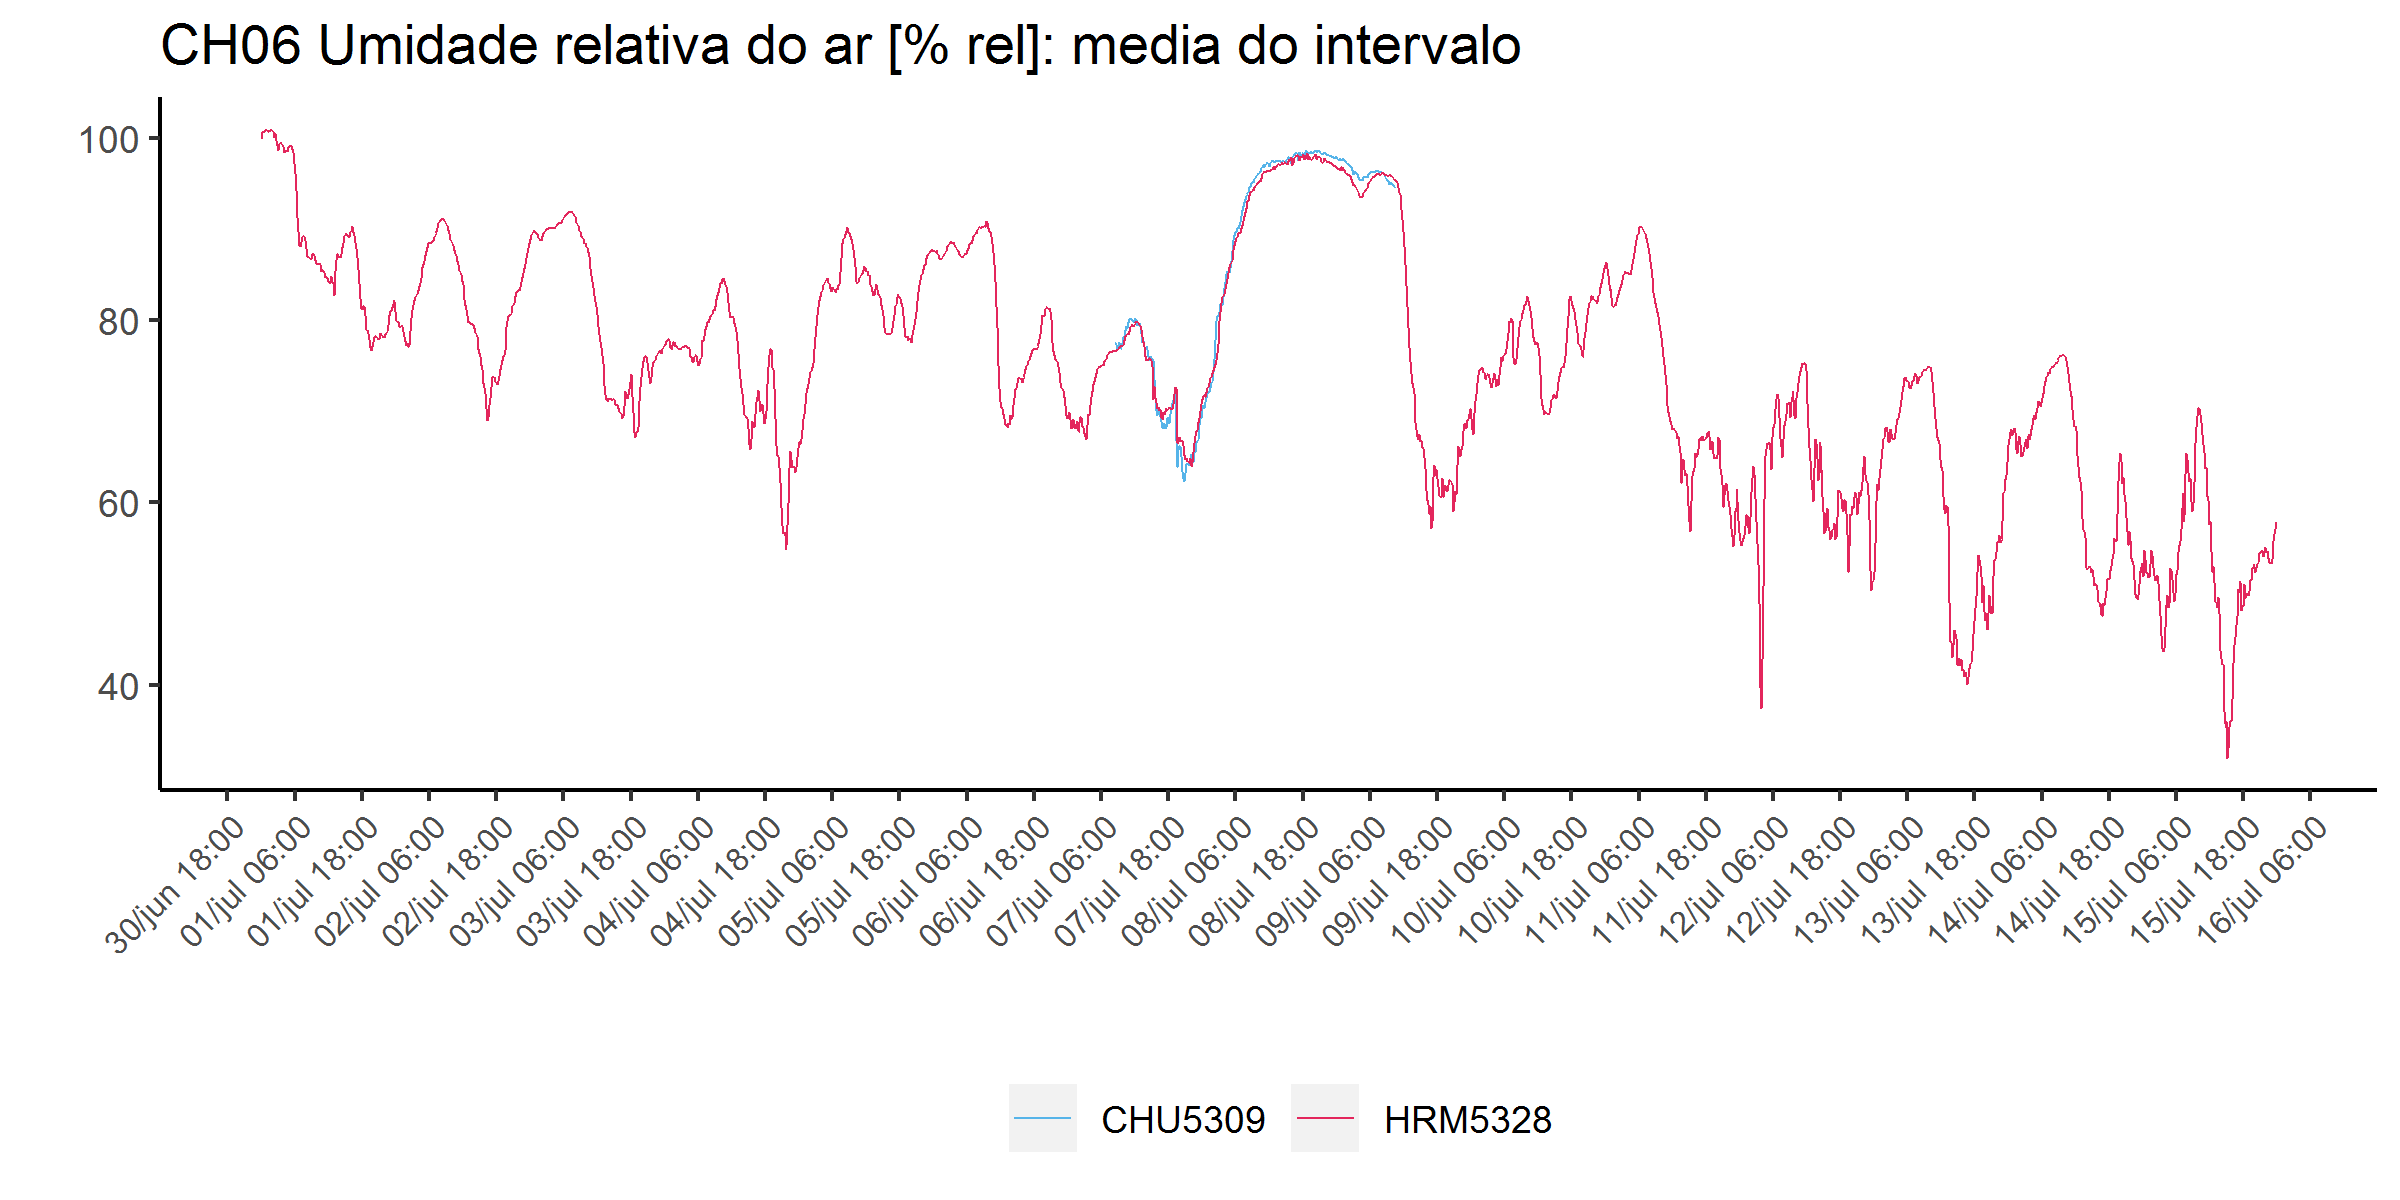 CH06 Umidade relativa do ar [% rel]: media do intervalo
100
80
60
40
30/jun 18:00
01/jul 06:00
01/jul 18:00
02/jul 06:00
02/jul 18:00
03/jul 06:00
03/jul 18:00
04/jul 06:00
04/jul 18:00
05/jul 06:00
05/jul 18:00
06/jul 06:00
06/jul 18:00
07/jul 06:00
07/jul 18:00
08/jul 06:00
08/jul 18:00
09/jul 06:00
09/jul 18:00
10/jul 06:00
10/jul 18:00
11/jul 06:00
11/jul 18:00
12/jul 06:00
12/jul 18:00
13/jul 06:00
13/jul 18:00
14/jul 06:00
14/jul 18:00
15/jul 06:00
15/jul 18:00
16/jul 06:00
CHU5309
HRM5328